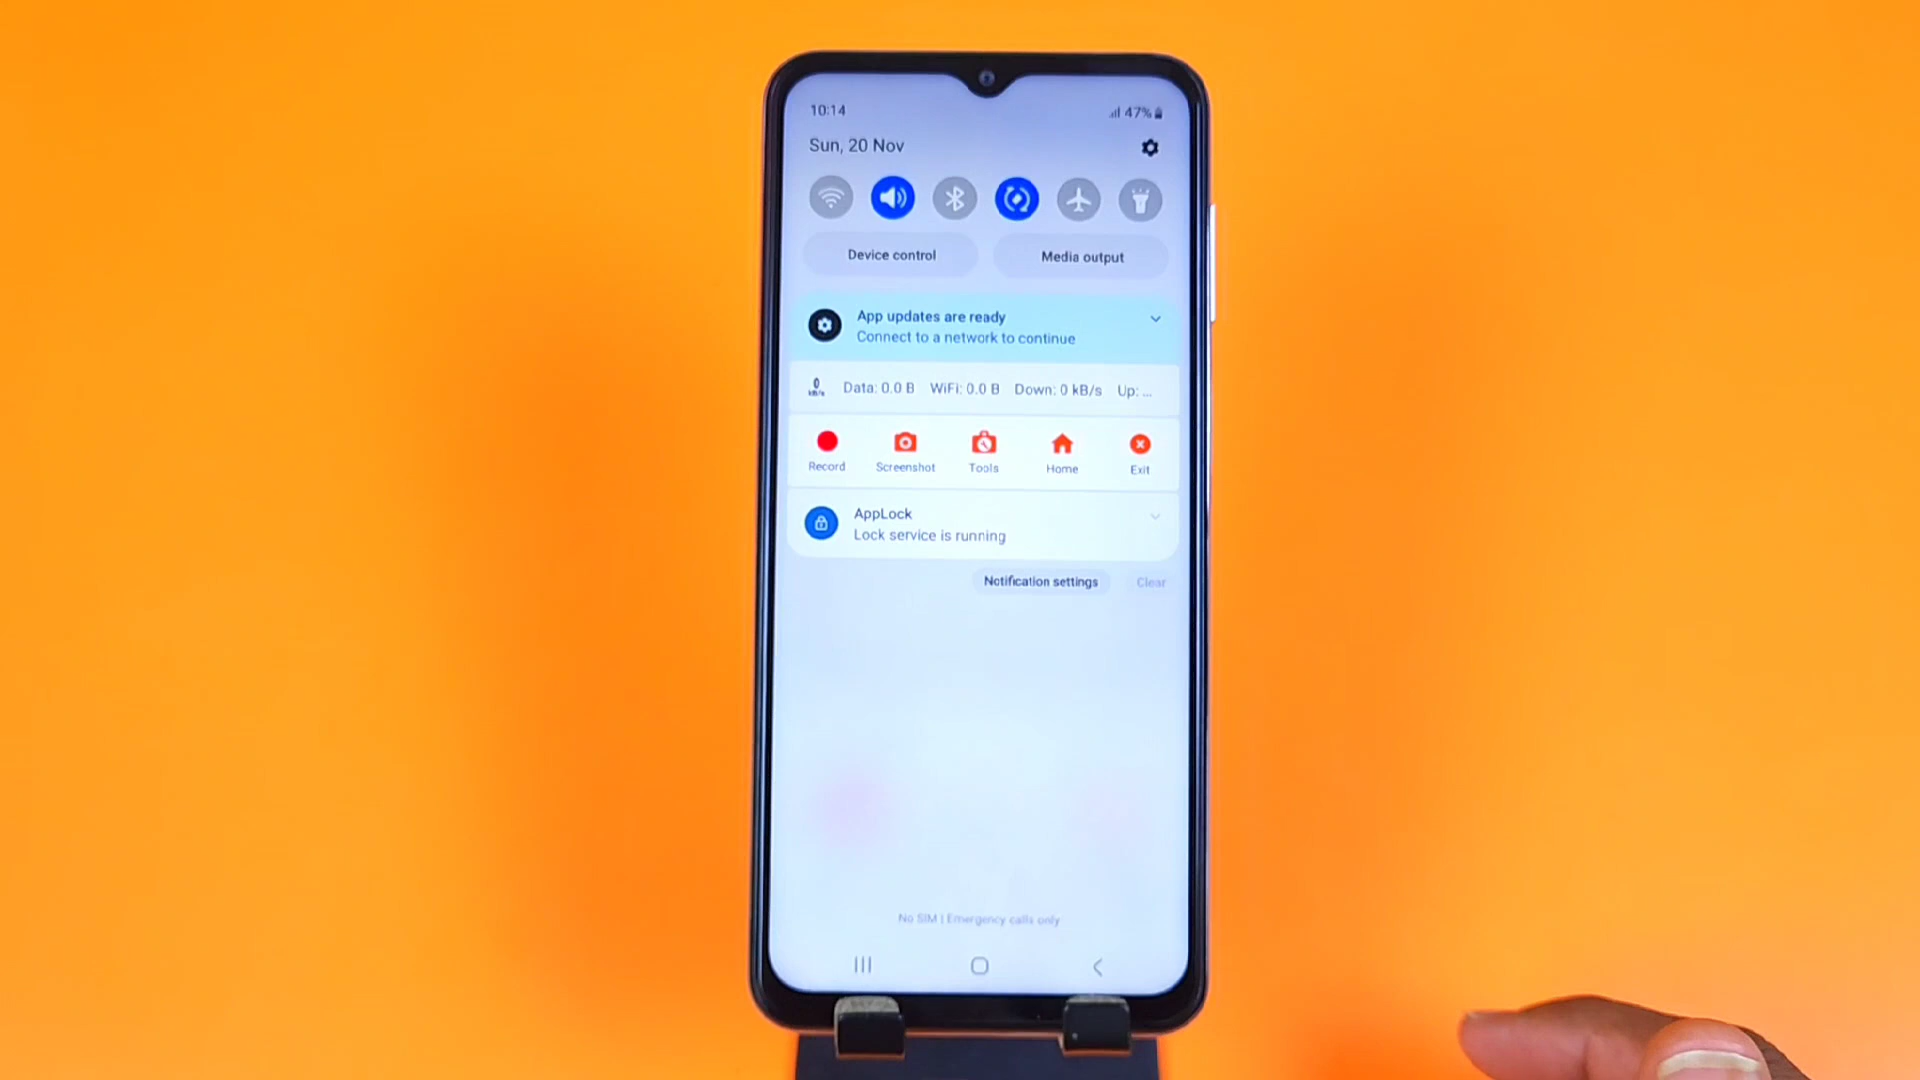 10:14
47%
Sun, 20 Nov
Device control
Media output
App updates are ready
Connect to a network to continue
0 kB/s
Data: 0.0 B WiFi: 0.0 B Down: 0 kB/s Up: ...
Record Screenshot Tools Home Exit
AppLock
Lock service is running
Notification settings
Clear
No SIM | Emergency calls only